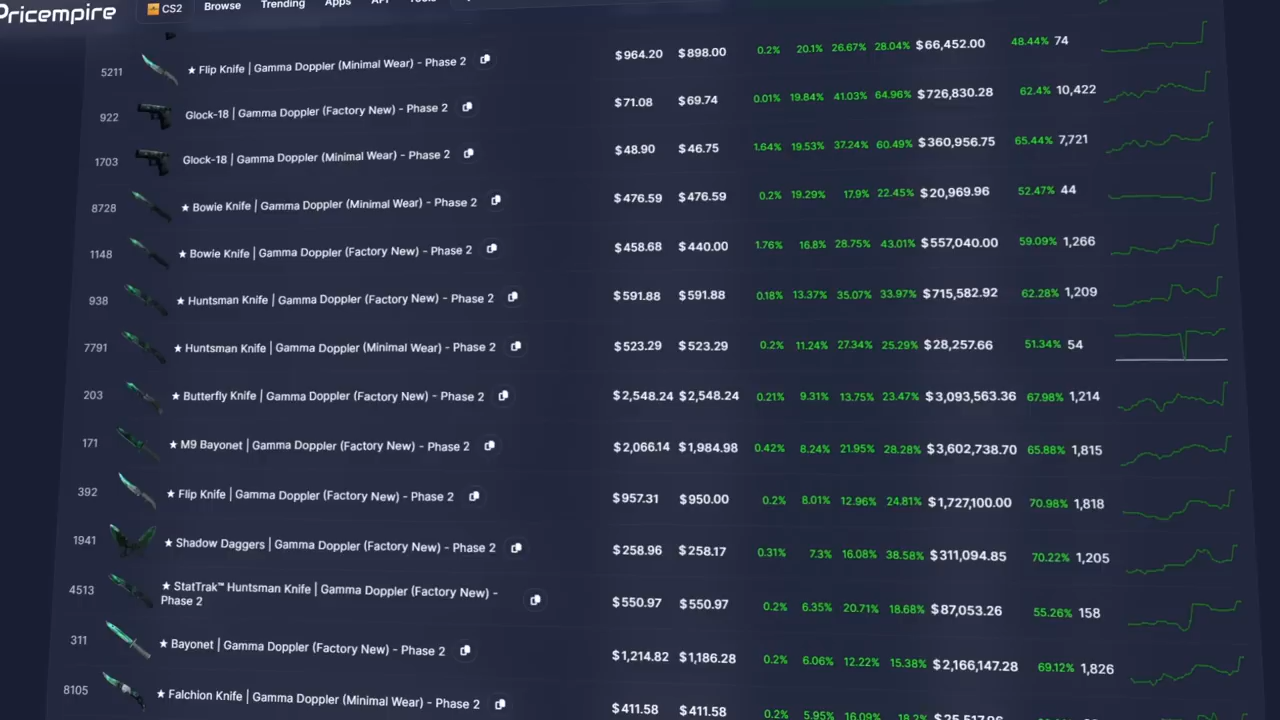 Pricempire CS2 Browse Trending Apps
5211 ★ Flip Knife | Gamma Doppler (Minimal Wear) - Phase 2 $964.20 $898.00 0.2% 20.1% 26.67% 28.04% $66,452.00 48.44% 74
922 Glock-18 | Gamma Doppler (Factory New) - Phase 2 $71.08 $69.74 0.01% 19.84% 41.03% 64.96% $726,830.28 62.4% 10,422
1703 Glock-18 | Gamma Doppler (Minimal Wear) - Phase 2 $48.90 $46.75 1.64% 19.53% 37.24% 60.49% $360,956.75 65.44% 7,721
8728 ★ Bowie Knife | Gamma Doppler (Minimal Wear) - Phase 2 $476.59 $476.59 0.2% 19.29% 17.9% 22.45% $20,969.96 52.47% 44
1148 ★ Bowie Knife | Gamma Doppler (Factory New) - Phase 2 $458.68 $440.00 1.76% 16.8% 28.75% 43.01% $557,040.00 59.09% 1,266
938 ★ Huntsman Knife | Gamma Doppler (Factory New) - Phase 2 $591.88 $591.88 0.18% 13.37% 35.07% 33.97% $715,582.92 62.28% 1,209
7791 ★ Huntsman Knife | Gamma Doppler (Minimal Wear) - Phase 2 $523.29 $523.29 0.2% 11.24% 27.34% 25.29% $28,257.66 51.34% 54
203 ★ Butterfly Knife | Gamma Doppler (Factory New) - Phase 2 $2,548.24 $2,548.24 0.21% 9.31% 13.75% 23.47% $3,093,563.36 67.98% 1,214
171 ★ M9 Bayonet | Gamma Doppler (Factory New) - Phase 2 $2,066.14 $1,984.98 0.42% 8.24% 21.95% 28.28% $3,602,738.70 65.88% 1,815
392 ★ Flip Knife | Gamma Doppler (Factory New) - Phase 2 $957.31 $950.00 0.2% 8.01% 12.96% 24.81% $1,727,100.00 70.98% 1,818
1941 ★ Shadow Daggers | Gamma Doppler (Factory New) - Phase 2 $258.96 $258.17 0.31% 7.3% 16.08% 38.58% $311,094.85 70.22% 1,205
4513 ★ StatTrak™ Huntsman Knife | Gamma Doppler (Factory New) -
Phase 2 $550.97 $550.97 0.2% 6.35% 20.71% 18.68% $87,053.26 55.26% 158
311 ★ Bayonet | Gamma Doppler (Factory New) - Phase 2 $1,214.82 $1,186.28 0.2% 6.06% 12.22% 15.38% $2,166,147.28 69.12% 1,826
8105 ★ Falchion Knife | Gamma Doppler (Minimal Wear) - Phase 2 $411.58 $411.58 0.2% 5.95% 16.09% 18.2%